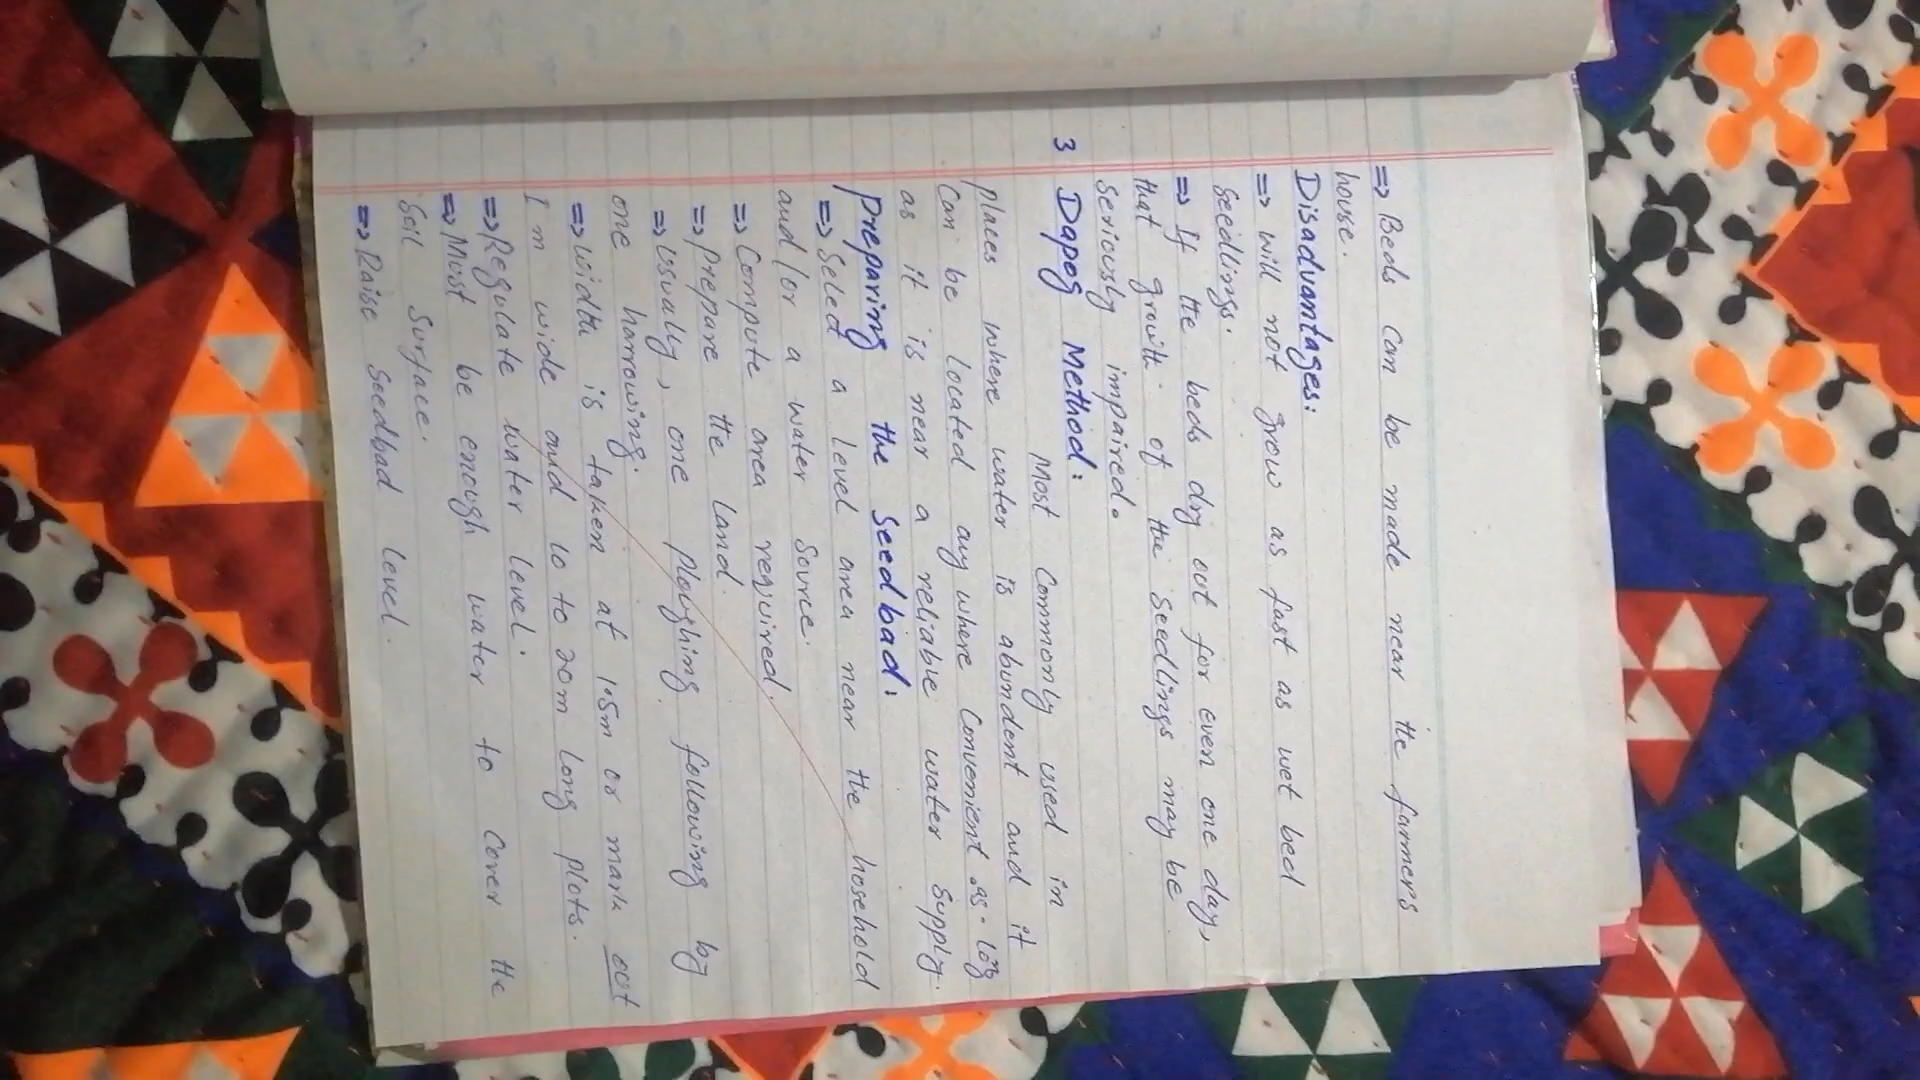 => Beds can be made near the farmers
house.
Disadvantages:
=> will not grow as fast as wet bed
seedlings.
=> If the beds dry out for even one day,
that growth of the seedlings may be
seriously impaired.
3 Dapog Method:
Most Commonly used in
places where water is abundent and it
Can be located any where Convenient as. log
as it is near a reliable water supply.
Preparing the Seedbad:
=> Select a level area near the hosehold
and/or a water source.
=> Compute area required.
=> Prepare the land.
=> Usually, one ploughing following by
one harrowing.
=> width is taken at 1.5m or mark out
1 m wide and 10 to 20m long plots.
=> Regulate water level.
=> Must be enough water to cover the
Soil surface.
=> Raise seedbad level.